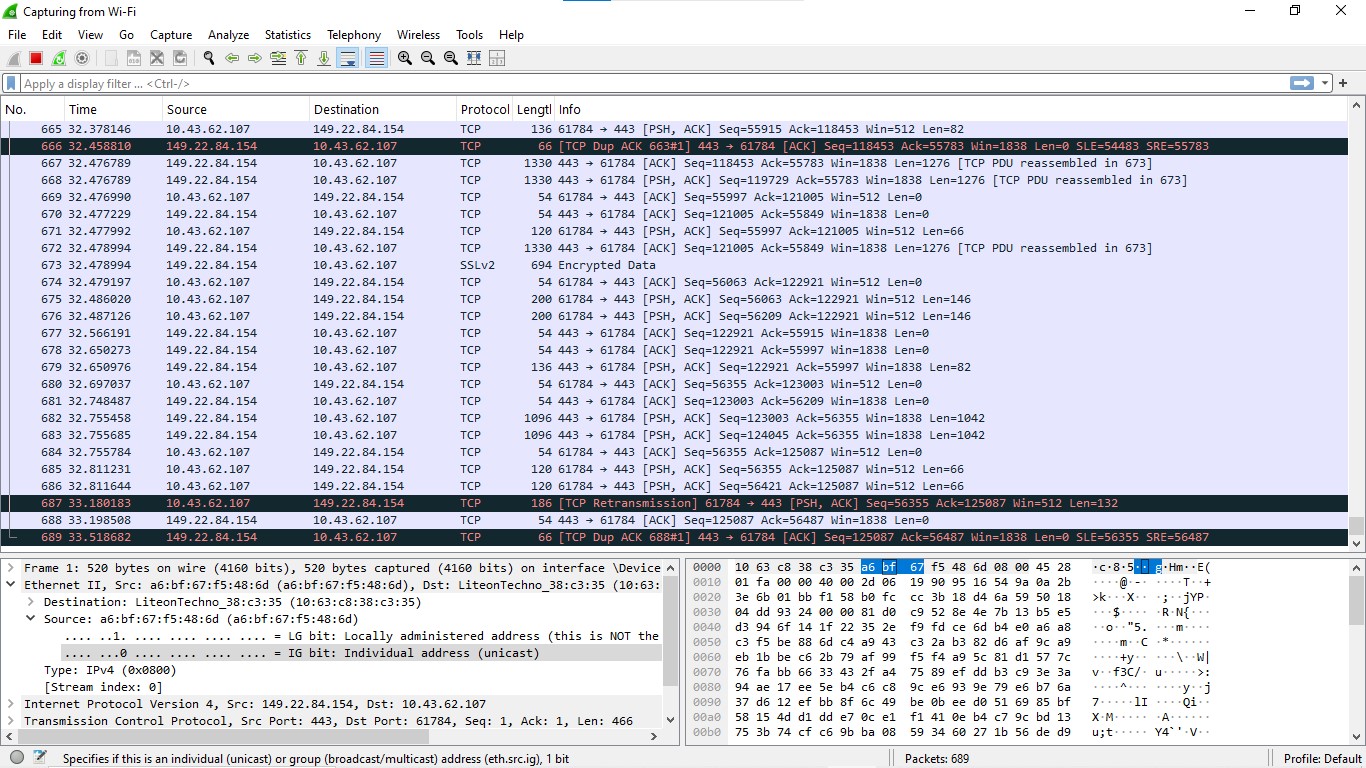 Capturing from Wi-Fi
File Edit View Go Capture Analyze Statistics Telephony Wireless Tools Help
Apply a display filter ... <Ctrl-/>
No. Time Source Destination Protocol Lengtl Info
665 32.378146 10.43.62.107 149.22.84.154 TCP 136 61784 → 443 [PSH, ACK] Seq=55915 Ack=118453 Win=512 Len=82
666 32.458810 149.22.84.154 10.43.62.107 TCP 66 [TCP Dup ACK 663#1] 443 → 61784 [ACK] Seq=118453 Ack=55783 Win=1838 Len=0 SLE=54483 SRE=55783
667 32.476789 149.22.84.154 10.43.62.107 TCP 1330 443 → 61784 [ACK] Seq=118453 Ack=55783 Win=1838 Len=1276 [TCP PDU reassembled in 673]
668 32.476789 149.22.84.154 10.43.62.107 TCP 1330 443 → 61784 [PSH, ACK] Seq=119729 Ack=55783 Win=1838 Len=1276 [TCP PDU reassembled in 673]
669 32.476990 10.43.62.107 149.22.84.154 TCP 54 61784 → 443 [ACK] Seq=55997 Ack=121005 Win=512 Len=0
670 32.477229 149.22.84.154 10.43.62.107 TCP 54 443 → 61784 [ACK] Seq=121005 Ack=55849 Win=1838 Len=0
671 32.477992 10.43.62.107 149.22.84.154 TCP 120 61784 → 443 [PSH, ACK] Seq=55997 Ack=121005 Win=512 Len=66
672 32.478994 149.22.84.154 10.43.62.107 TCP 1330 443 → 61784 [ACK] Seq=121005 Ack=55849 Win=1838 Len=1276 [TCP PDU reassembled in 673]
673 32.478994 149.22.84.154 10.43.62.107 SSLv2 694 Encrypted Data
674 32.479197 10.43.62.107 149.22.84.154 TCP 54 61784 → 443 [ACK] Seq=56063 Ack=122921 Win=512 Len=0
675 32.486020 10.43.62.107 149.22.84.154 TCP 200 61784 → 443 [PSH, ACK] Seq=56063 Ack=122921 Win=512 Len=146
676 32.487126 10.43.62.107 149.22.84.154 TCP 200 61784 → 443 [PSH, ACK] Seq=56209 Ack=122921 Win=512 Len=146
677 32.566191 149.22.84.154 10.43.62.107 TCP 54 443 → 61784 [ACK] Seq=122921 Ack=55915 Win=1838 Len=0
678 32.650273 149.22.84.154 10.43.62.107 TCP 54 443 → 61784 [ACK] Seq=122921 Ack=55997 Win=1838 Len=0
679 32.650976 149.22.84.154 10.43.62.107 TCP 136 443 → 61784 [PSH, ACK] Seq=122921 Ack=55997 Win=1838 Len=82
680 32.697037 10.43.62.107 149.22.84.154 TCP 54 61784 → 443 [ACK] Seq=56355 Ack=123003 Win=512 Len=0
681 32.748487 149.22.84.154 10.43.62.107 TCP 54 443 → 61784 [ACK] Seq=123003 Ack=56209 Win=1838 Len=0
682 32.755458 149.22.84.154 10.43.62.107 TCP 1096 443 → 61784 [PSH, ACK] Seq=123003 Ack=56355 Win=1838 Len=1042
683 32.755685 149.22.84.154 10.43.62.107 TCP 1096 443 → 61784 [PSH, ACK] Seq=124045 Ack=56355 Win=1838 Len=1042
684 32.755784 10.43.62.107 149.22.84.154 TCP 54 61784 → 443 [ACK] Seq=56355 Ack=125087 Win=512 Len=0
685 32.811231 10.43.62.107 149.22.84.154 TCP 120 61784 → 443 [PSH, ACK] Seq=56355 Ack=125087 Win=512 Len=66
686 32.811644 10.43.62.107 149.22.84.154 TCP 120 61784 → 443 [PSH, ACK] Seq=56421 Ack=125087 Win=512 Len=66
687 33.180183 10.43.62.107 149.22.84.154 TCP 186 [TCP Retransmission] 61784 → 443 [PSH, ACK] Seq=56355 Ack=125087 Win=512 Len=132
688 33.198508 149.22.84.154 10.43.62.107 TCP 54 443 → 61784 [ACK] Seq=125087 Ack=56487 Win=1838 Len=0
689 33.518682 149.22.84.154 10.43.62.107 TCP 66 [TCP Dup ACK 688#1] 443 → 61784 [ACK] Seq=125087 Ack=56487 Win=1838 Len=0 SLE=56355 SRE=56487
Frame 1: 520 bytes on wire (4160 bits), 520 bytes captured (4160 bits) on interface \Device
Ethernet II, Src: a6:bf:67:f5:48:6d (a6:bf:67:f5:48:6d), Dst: LiteonTechno_38:c3:35 (10:63:
Destination: LiteonTechno_38:c3:35 (10:63:c8:38:c3:35)
Source: a6:bf:67:f5:48:6d (a6:bf:67:f5:48:6d)
.... ..1. .... .... .... .... = LG bit: Locally administered address (this is NOT the
.... ...0 .... .... .... .... = IG bit: Individual address (unicast)
Type: IPv4 (0x0800)
[Stream index: 0]
Internet Protocol Version 4, Src: 149.22.84.154, Dst: 10.43.62.107
Transmission Control Protocol, Src Port: 443, Dst Port: 61784, Seq: 1, Ack: 1, Len: 466
0000 10 63 c8 38 c3 35 a6 bf 67 f5 48 6d 08 00 45 28 ·c·8·5··g·Hm··E(
0010 01 fa 00 00 40 00 2d 06 19 90 95 16 54 9a 0a 2b ····@·-·····T··+
0020 3e 6b 01 bb f1 58 b0 fc cc 3b 18 d4 6a 59 50 18 >k···X···;··jYP·
0030 04 dd 93 24 00 00 81 d0 c9 52 8e 4e 7b 13 b5 e5 ···$·····R·N{···
0040 d3 94 6f 14 1f 22 35 2e f9 fd ce 6d b4 e0 a6 a8 ··o··"5.···m····
0050 c3 f5 be 88 6d c4 a9 43 c3 2a b3 82 d6 af 9c a9 ····m··C·*······
0060 eb 1b be c6 2b 79 af 99 f5 f4 a9 5c 81 d1 57 7c ····+y·····\··W|
0070 76 fa bb 66 33 43 2f a4 75 89 ef dd b3 c9 3e 3a v··f3C/·u·····>:
0080 94 ae 17 ee 5e b4 c6 c8 9c e6 93 9e 79 e6 b7 6a ····^·······y··j
0090 37 d6 12 ef bb 8f 6c 49 be 0b ee d0 51 69 85 bf 7·····lI····Qi··
00a0 58 15 4d d1 dd e7 0c e1 f1 41 0e b4 c7 9c bd 13 X·M······A······
00b0 75 3b 74 cf c6 9b ba 08 59 34 60 27 1b 56 de d9 u;t·····Y4`'·V··
Specifies if this is an individual (unicast) or group (broadcast/multicast) address (eth.src.ig), 1 bit Packets: 689 Profile: Default